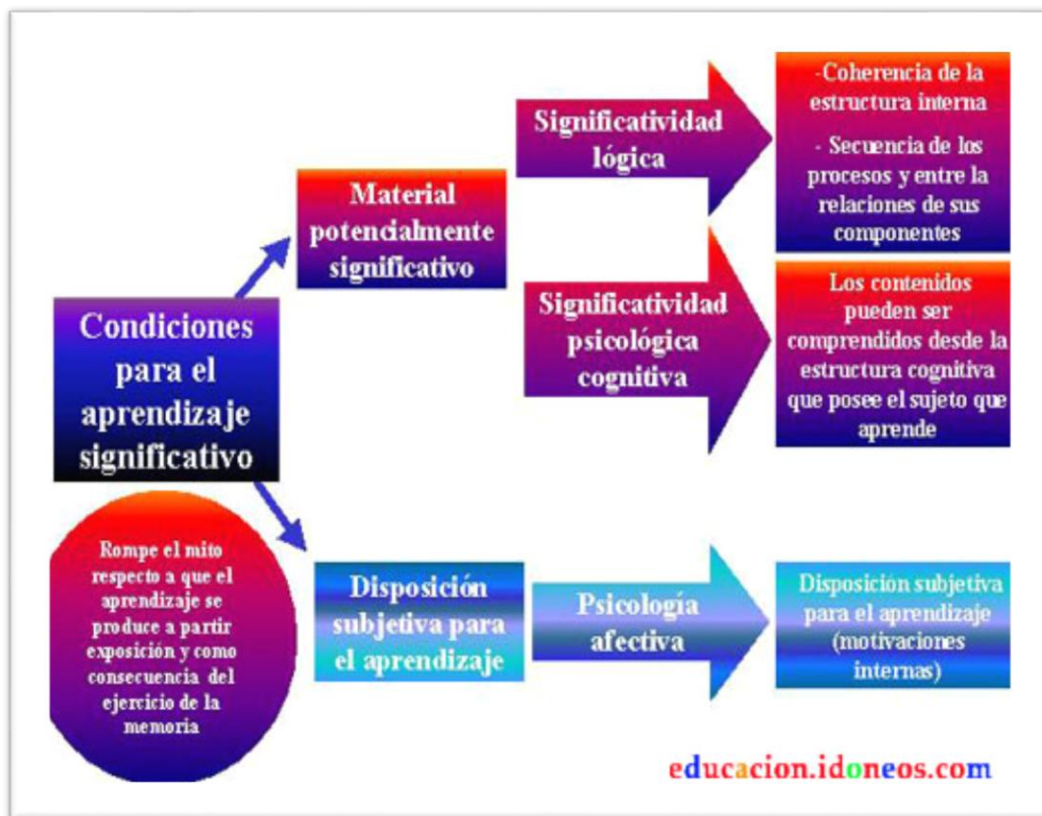 Condiciones
para el
aprendizaje
significativo
Material
potencialmente
significativo
Significatividad
lógica
-Coherencia de la
estructura interna
- Secuencia de los
procesos y entre la
relaciones de sus
componentes
Significatividad
psicológica
cognitiva
Los contenidos
pueden ser
comprendidos desde la
estructura cognitiva
que posee el sujeto que
aprende
Rompe el mito
respecto a que el
aprendizaje se
produce a partir
exposición y como
consecuencia del
ejercicio de la
memoria
Disposición
subjetiva para
el aprendizaje
Psicología
afectiva
Disposición subjetiva
para el aprendizaje
(motivaciones
internas)
educacion.idoneos.com